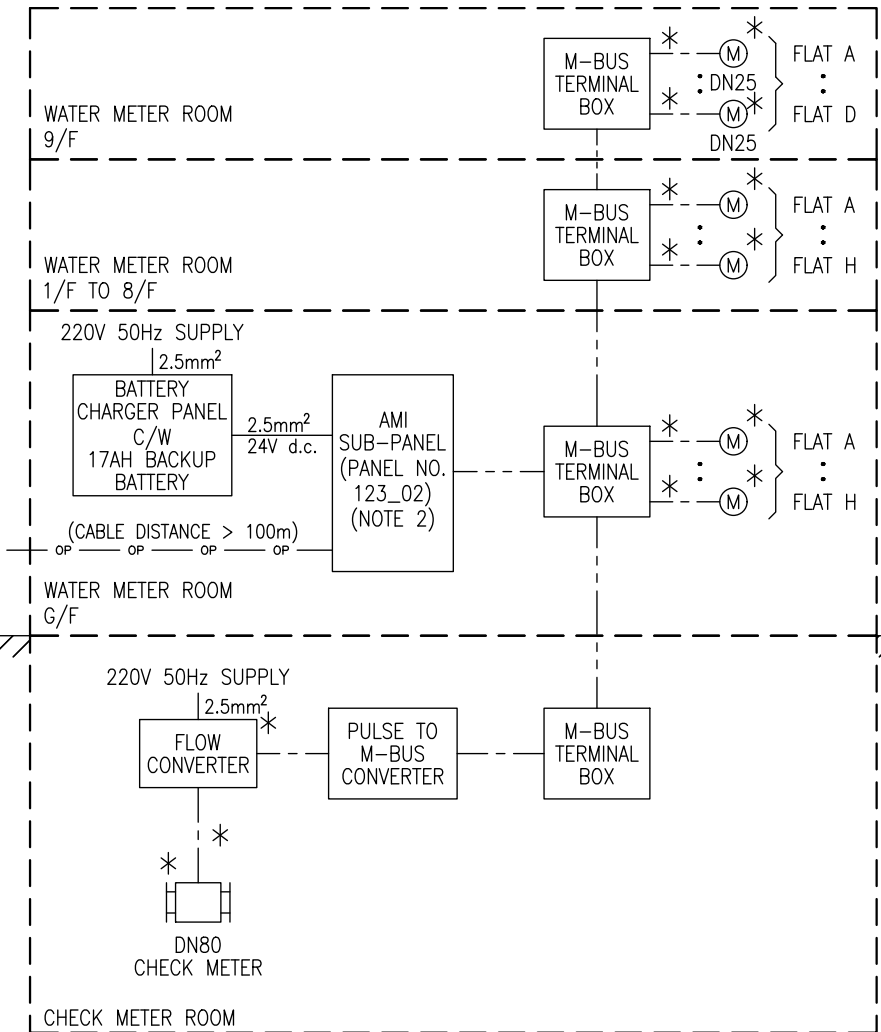 M-BUS
TERMINAL
BOX
M
DN25
M
DN25
FLAT A
FLAT D
WATER METER ROOM
9/F
M-BUS
TERMINAL
BOX
M
M
FLAT A
FLAT H
WATER METER ROOM
1/F TO 8/F
220V 50Hz SUPPLY
2.5mm²
BATTERY
CHARGER PANEL
C/W
17AH BACKUP
BATTERY
2.5mm²
24V d.c.
AMI
SUB-PANEL
(PANEL NO.
123_02)
(NOTE 2)
M-BUS
TERMINAL
BOX
M
M
FLAT A
FLAT H
(CABLE DISTANCE > 100m)
OP OP OP OP
WATER METER ROOM
G/F
220V 50Hz SUPPLY
2.5mm²
FLOW
CONVERTER
PULSE TO
M-BUS
CONVERTER
M-BUS
TERMINAL
BOX
DN80
CHECK METER
CHECK METER ROOM